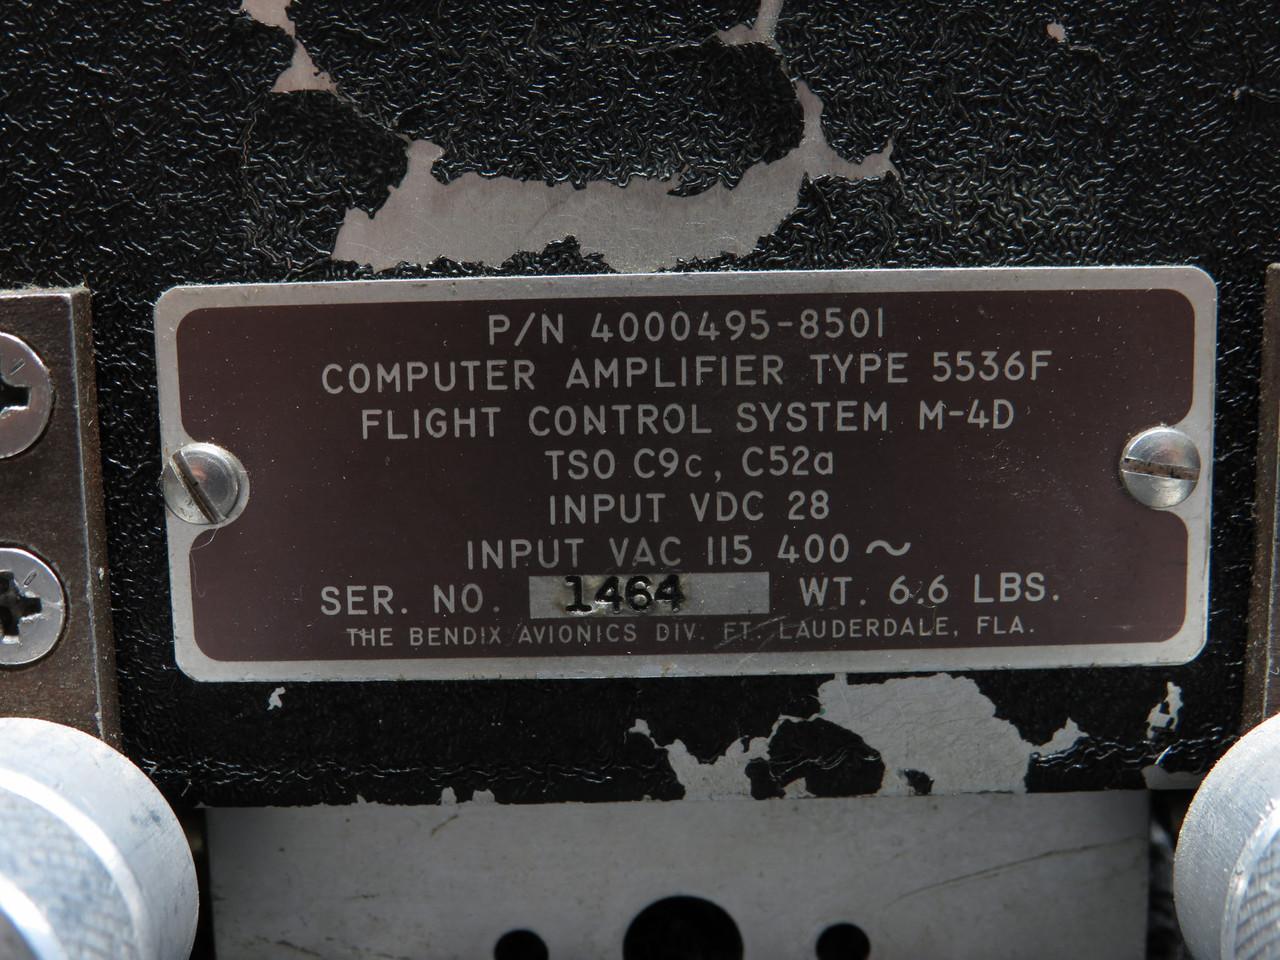 P/N 4000495-8501
COMPUTER AMPLIFIER TYPE 5536F
FLIGHT CONTROL SYSTEM M-4D
TSO C9c, C52a
INPUT VDC 28
INPUT VAC 115 400 ~
SER. NO. 1464 WT. 6.6 LBS.
THE BENDIX AVIONICS DIV. FT. LAUDERDALE, FLA.